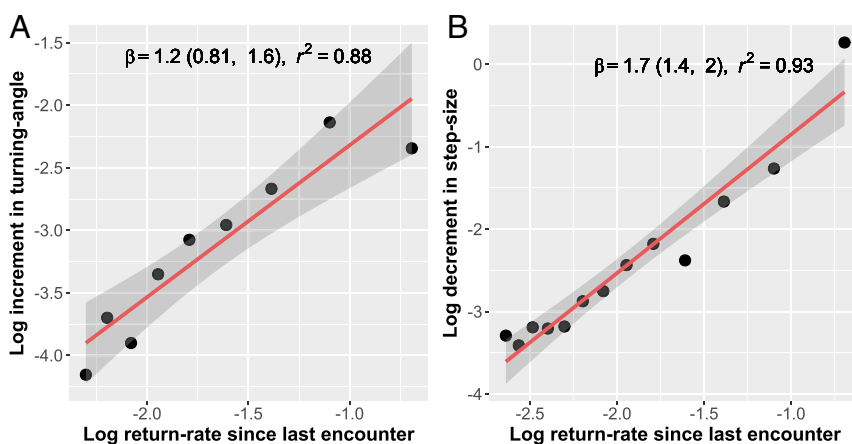 A
β= 1.2 (0.81, 1.6), r² = 0.88
Log increment in turning-angle
-1.5
-2.0
-2.5
-3.0
-3.5
-4.0
-2.0
-1.5
-1.0
Log return-rate since last encounter
B
β= 1.7 (1.4, 2), r² = 0.93
Log decrement in step-size
0
-1
-2
-3
-4
-2.5
-2.0
-1.5
-1.0
Log return-rate since last encounter